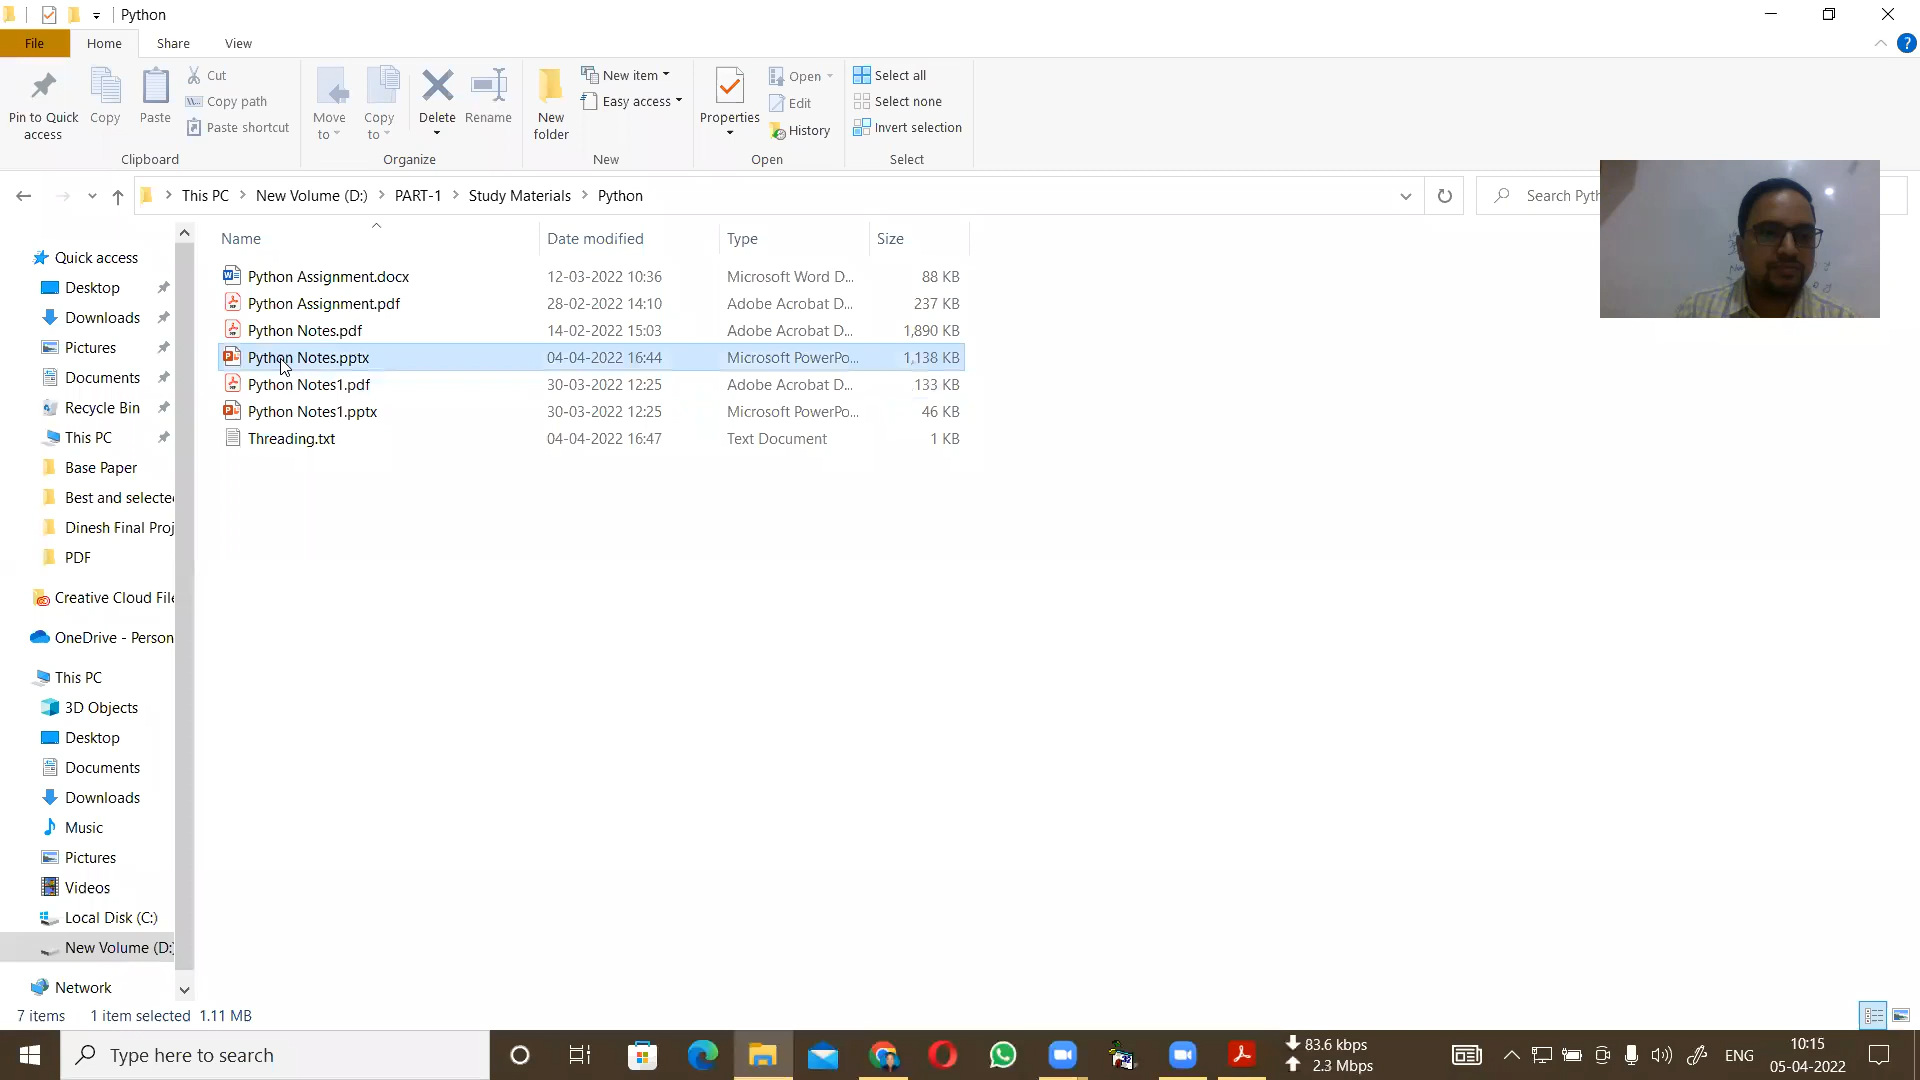 Python
File Home Share View
Pin to Quick access
Copy
Paste
Cut
Copy path
Paste shortcut
Clipboard
Move to
Copy to
Delete
Rename
Organize
New folder
New item
Easy access
New
Properties
Open
Edit
History
Open
Select all
Select none
Invert selection
Select
This PC > New Volume (D:) > PART-1 > Study Materials > Python
Search Pyth
Name Date modified Type Size
Python Assignment.docx 12-03-2022 10:36 Microsoft Word D... 88 KB
Python Assignment.pdf 28-02-2022 14:10 Adobe Acrobat D... 237 KB
Python Notes.pdf 14-02-2022 15:03 Adobe Acrobat D... 1,890 KB
Python Notes.pptx 04-04-2022 16:44 Microsoft PowerPo... 1,138 KB
Python Notes1.pdf 30-03-2022 12:25 Adobe Acrobat D... 133 KB
Python Notes1.pptx 30-03-2022 12:25 Microsoft PowerPo... 46 KB
Threading.txt 04-04-2022 16:47 Text Document 1 KB
Quick access
Desktop
Downloads
Pictures
Documents
Recycle Bin
This PC
Base Paper
Best and selecte
Dinesh Final Proj
PDF
Creative Cloud File
OneDrive - Person
This PC
3D Objects
Desktop
Documents
Downloads
Music
Pictures
Videos
Local Disk (C:)
New Volume (D:)
Network
7 items 1 item selected 1.11 MB
Type here to search
83.6 kbps
2.3 Mbps
ENG
10:15
05-04-2022